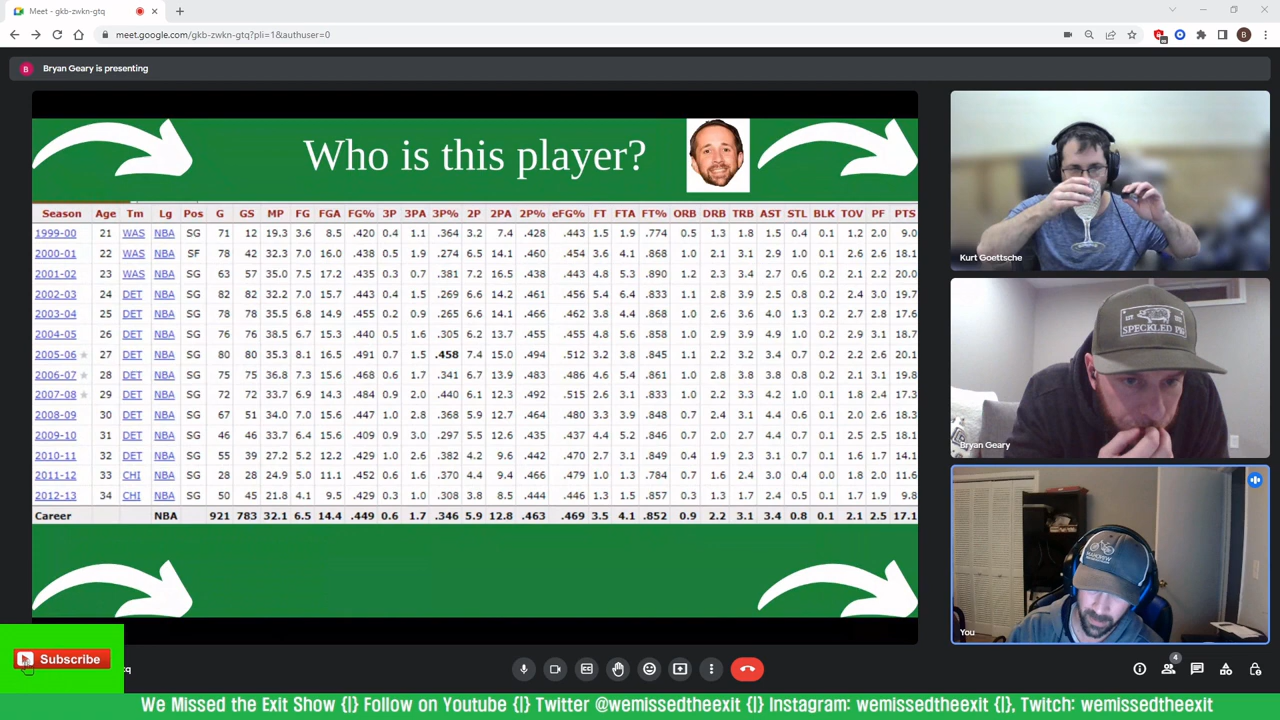 Meet - gkb-zwkn-gtq
meet.google.com/gkb-zwkn-gtq?pli=1&authuser=0
B
B Bryan Geary is presenting
Who is this player?
Season Age Tm Lg Pos G GS MP FG FGA FG% 3P 3PA 3P% 2P 2PA 2P% eFG% FT FTA FT% ORB DRB TRB AST STL BLK TOV PF PTS
1999-00 21 WAS NBA SG 71 12 19.3 3.6 8.5 .420 0.4 1.1 .364 3.2 7.4 .428 .443 1.5 1.9 .774 0.5 1.3 1.8 1.5 0.4 0.1 1.2 2.0 9.0
2000-01 22 WAS NBA SF 78 42 32.3 7.0 16.0 .438 0.5 1.9 .274 6.5 14.1 .460 .454 3.6 4.1 .868 1.0 2.1 3.1 2.9 1.0 0.1 2.6 2.6 18.1
2001-02 23 WAS NBA SG 63 57 35.0 7.5 17.2 .435 0.3 0.7 .381 7.2 16.5 .438 .443 4.8 5.3 .890 1.2 2.3 3.4 2.7 0.6 0.2 2.1 2.2 20.0
2002-03 24 DET NBA SG 82 82 32.2 7.0 15.7 .443 0.4 1.5 .269 6.6 14.2 .461 .456 5.4 6.4 .833 1.1 2.8 3.9 2.5 0.8 0.2 2.4 3.0 19.7
2003-04 25 DET NBA SG 78 78 35.5 6.8 14.9 .455 0.2 0.9 .265 6.6 14.0 .466 .462 3.8 4.4 .868 1.0 2.6 3.6 4.0 1.3 0.2 2.7 2.8 17.6
2004-05 26 DET NBA SG 76 76 38.5 6.7 15.3 .440 0.5 1.6 .292 6.2 13.7 .455 .455 4.8 5.6 .858 1.0 2.9 3.9 4.9 1.0 0.2 2.9 3.1 18.7
2005-06 27 DET NBA SG 80 80 35.3 8.1 16.5 .491 0.7 1.5 .458 7.4 15.0 .494 .512 3.2 3.8 .845 1.1 2.2 3.2 3.4 0.7 0.2 2.2 2.6 20.1
2006-07 28 DET NBA SG 75 75 36.8 7.3 15.6 .468 0.6 1.7 .341 6.7 13.9 .483 .486 4.6 5.4 .861 1.0 2.8 3.8 3.8 0.8 0.2 2.1 3.1 19.8
2007-08 29 DET NBA SG 72 72 33.7 6.9 14.3 .484 0.9 2.0 .440 6.1 12.3 .492 .515 2.6 3.1 .833 1.1 2.2 3.3 4.2 1.0 0.1 1.8 2.4 17.3
2008-09 30 DET NBA SG 67 51 34.0 7.0 15.6 .447 1.0 2.8 .368 5.9 12.7 .464 .480 3.3 3.9 .848 0.7 2.4 3.1 4.4 0.6 0.1 2.0 2.6 18.3
2009-10 31 DET NBA SG 46 46 33.7 6.4 15.6 .409 0.9 3.0 .297 5.5 12.6 .435 .437 4.4 5.2 .846 0.7 2.0 2.7 4.4 0.7 0.1 2.5 2.5 18.1
2010-11 32 DET NBA SG 55 39 5.2 12.6 .429 1.0 2.6 .382 4.2 9.6 .442 .470 2.7 3.1 .849 0.4 1.9 2.3 3.1 0.7 0.1 1.6 1.7 14.1
2011-12 33 CHI NBA SG 28 28 24.9 5.0 11.1 .452 0.6 1.6 .370 4.4 9.4 .466 .479 1.0 1.3 .784 0.7 1.6 2.4 3.0 0.4 0.0 1.8 2.0 11.6
2012-13 34 CHI NBA SG 50 45 21.8 4.1 9.5 .429 0.3 1.0 .308 3.8 8.5 .444 .446 1.3 1.5 .857 0.3 1.3 1.7 2.4 0.5 0.1 1.7 1.9 9.8
Career NBA 921 783 32.1 6.5 14.4 .449 0.6 1.7 .346 5.9 12.8 .463 .469 3.5 4.1 .852 0.9 2.2 3.1 3.4 0.8 0.1 2.1 2.5 17.1
Kurt Goettsche
SPECKLED PIG
Bryan Geary
You
Subscribe
4
We Missed the Exit Show {|} Follow on Youtube {|} Twitter @wemissedtheexit {|} Instagram: wemissedtheexit {|}, Twitch: wemissedtheexit